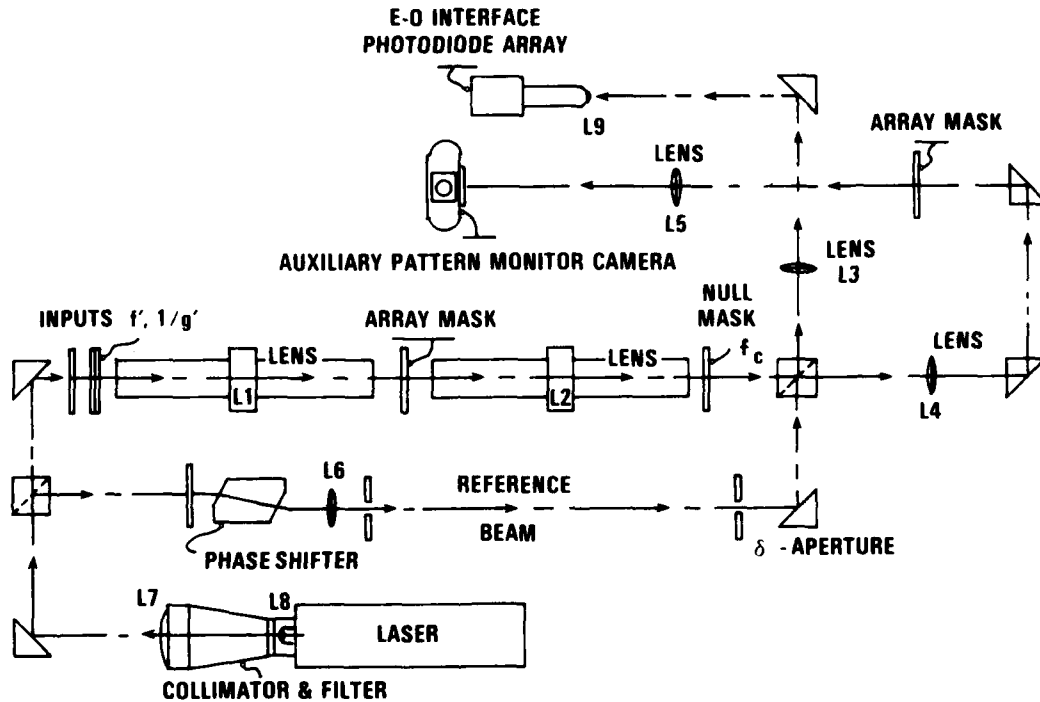 E-O INTERFACE
PHOTODIODE ARRAY
L9
ARRAY MASK
LENS
L5
AUXILIARY PATTERN MONITOR CAMERA
LENS
L3
NULL
MASK
INPUTS f', 1/g'
ARRAY MASK
f c
LENS
L1
LENS
L2
LENS
L4
L6
REFERENCE
BEAM
PHASE SHIFTER
δ - APERTURE
L7
L8
LASER
COLLIMATOR & FILTER